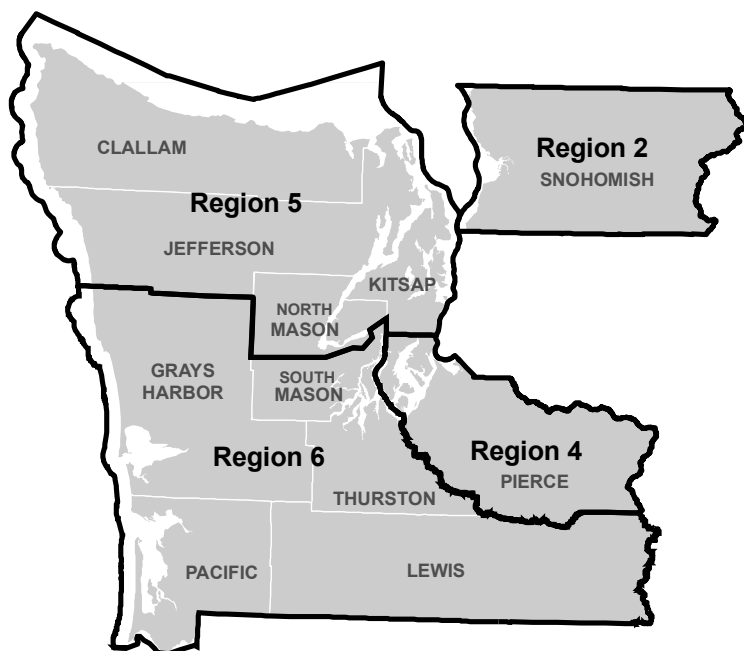 Region 2
SNOHOMISH
CLALLAM
Region 5
JEFFERSON
KITSAP
NORTH
MASON
GRAYS
HARBOR
SOUTH
MASON
Region 6
Region 4
PIERCE
THURSTON
PACIFIC
LEWIS